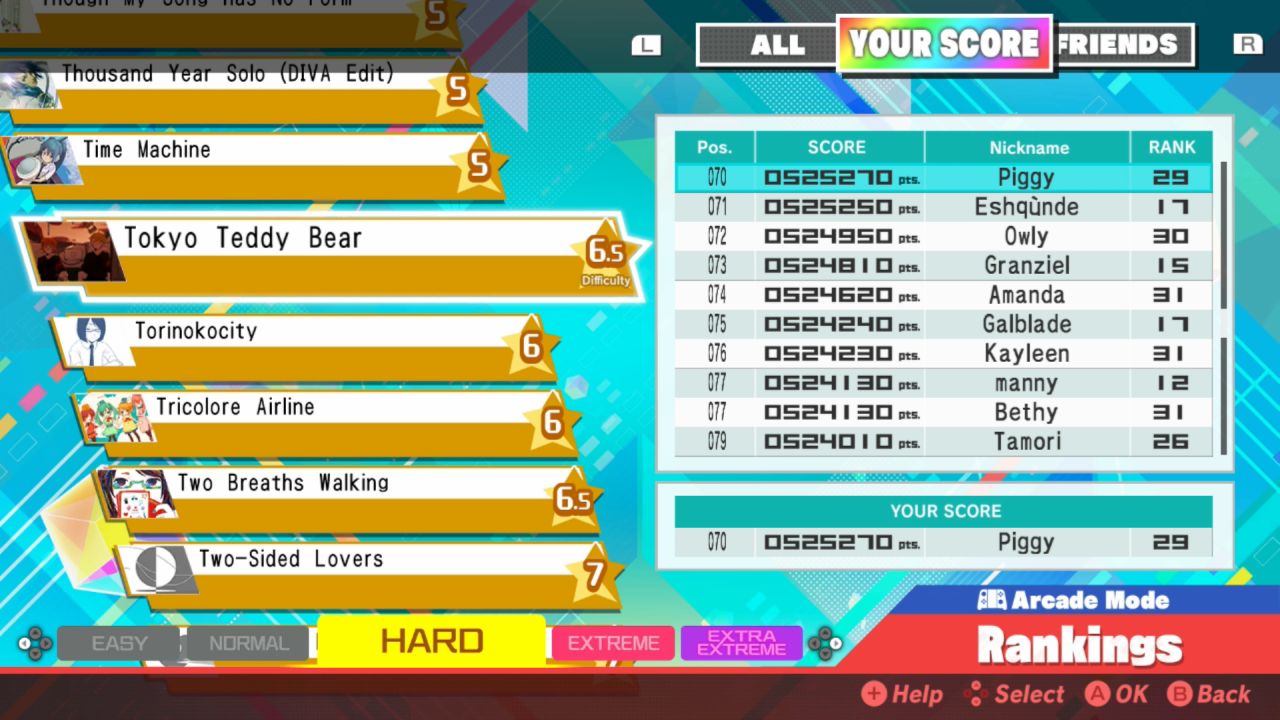 Though My Song Has No Form
5
Thousand Year Solo (DIVA Edit)
5
Time Machine
5
Tokyo Teddy Bear
6.5
Difficulty
Torinokocity
6
Tricolore Airline
6
Two Breaths Walking
6.5
Two-Sided Lovers
7
EASY NORMAL HARD EXTREME EXTRA EXTREME
L ALL YOUR SCORE FRIENDS R
Pos. SCORE Nickname RANK
070 0525270 pts. Piggy 29
071 0525250 pts. Eshqùnde 17
072 0524950 pts. Owly 30
073 0524810 pts. Granziel 15
074 0524620 pts. Amanda 31
075 0524240 pts. Galblade 17
076 0524230 pts. Kayleen 31
077 0524130 pts. manny 12
077 0524130 pts. Bethy 31
079 0524010 pts. Tamori 26
YOUR SCORE
070 0525270 pts. Piggy 29
Arcade Mode
Rankings
+ Help Select A OK B Back